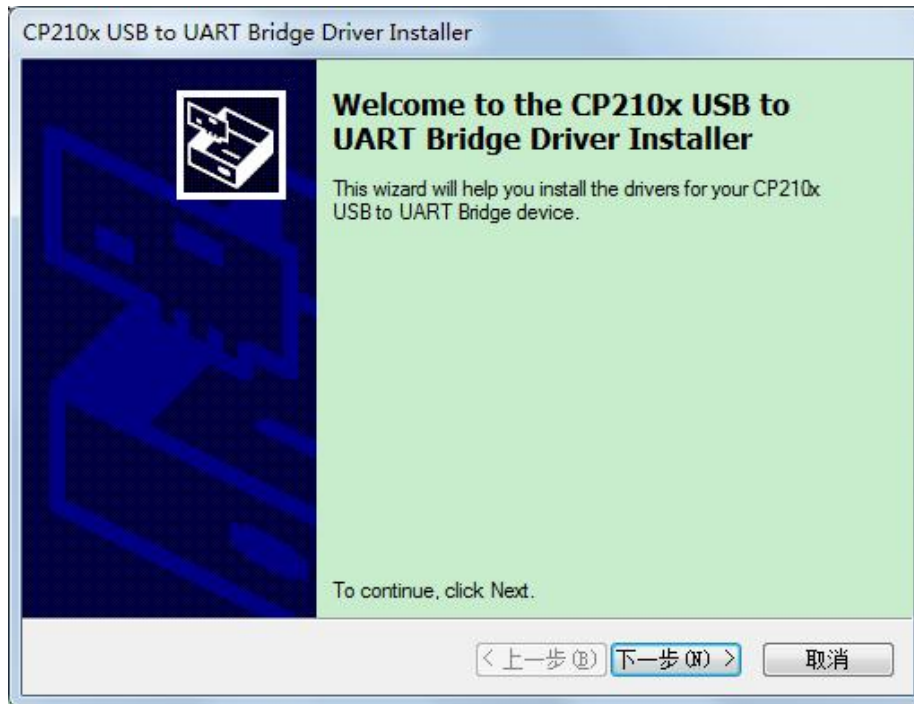 CP210x USB to UART Bridge Driver Installer
Welcome to the CP210x USB to
UART Bridge Driver Installer
This wizard will help you install the drivers for your CP210x
USB to UART Bridge device.
To continue, click Next.
< 上一步(B) 下一步(N) > 取消